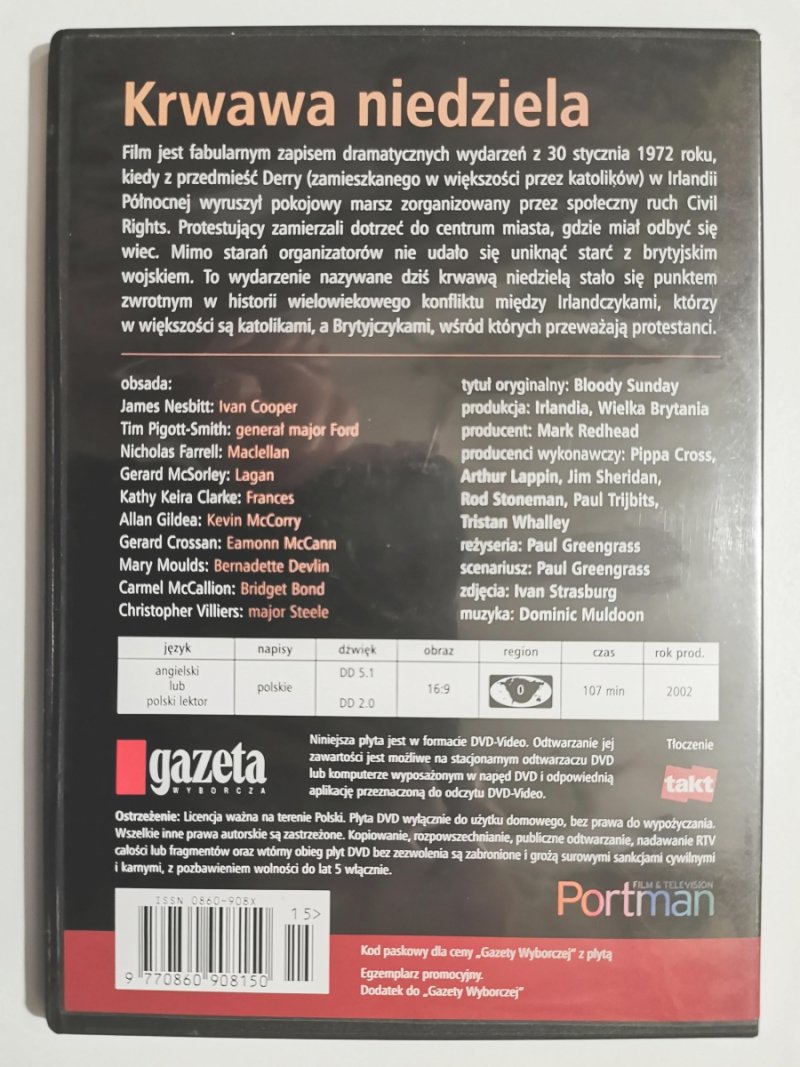 Krwawa niedziela
Film jest fabularnym zapisem dramatycznych wydarzeń z 30 stycznia 1972 roku,
kiedy z przedmieść Derry (zamieszkanego w większości przez katolików) w Irlandii
Północnej wyruszył pokojowy marsz zorganizowany przez społeczny ruch Civil
Rights. Protestujący zamierzali dotrzeć do centrum miasta, gdzie miał odbyć się
wiec. Mimo starań organizatorów nie udało się uniknąć starć z brytyjskim
wojskiem. To wydarzenie nazywane dziś krwawą niedzielą stało się punktem
zwrotnym w historii wielowiekowego konfliktu między Irlandczykami, którzy
w większości są katolikami, a Brytyjczykami, wśród których przeważają protestanci.
obsada:
James Nesbitt: Ivan Cooper
Tim Pigott-Smith: generał major Ford
Nicholas Farrell: Maclellan
Gerard McSorley: Lagan
Kathy Keira Clarke: Frances
Allan Gildea: Kevin McCorry
Gerard Crossan: Eamonn McCann
Mary Moulds: Bernadette Devlin
Carmel McCallion: Bridget Bond
Christopher Villiers: major Steele
tytuł oryginalny: Bloody Sunday
produkcja: Irlandia, Wielka Brytania
producent: Mark Redhead
producenci wykonawczy: Pippa Cross,
Arthur Lappin, Jim Sheridan,
Rod Stoneman, Paul Trijbits,
Tristan Whalley
reżyseria: Paul Greengrass
scenariusz: Paul Greengrass
zdjęcia: Ivan Strasburg
muzyka: Dominic Muldoon
język napisy dźwięk obraz region czas rok prod.
angielski
lub
polski lektor
polskie
DD 5.1
DD 2.0
16:9
0
107 min
2002
gazeta
WYBORCZA
Niniejsza płyta jest w formacie DVD-Video. Odtwarzanie jej
zawartości jest możliwe na stacjonarnym odtwarzaczu DVD
lub komputerze wyposażonym w napęd DVD i odpowiednią
aplikację przeznaczoną do odczytu DVD-Video.
Tłoczenie
takt
Ostrzeżenie: Licencja ważna na terenie Polski. Płyta DVD wyłącznie do użytku domowego, bez prawa do wypożyczania.
Wszelkie inne prawa autorskie są zastrzeżone. Kopiowanie, rozpowszechnianie, publiczne odtwarzanie, nadawanie RTV
całości lub fragmentów oraz wtórny obieg płyt DVD bez zezwolenia są zabronione i grożą surowymi sankcjami cywilnymi
i karnymi, z pozbawieniem wolności do lat 5 włącznie.
FILM & TELEVISION
Portman
ISSN 0860-908X
15>
9 770860 908150
Kod paskowy dla ceny „Gazety Wyborczej” z płytą
Egzemplarz promocyjny.
Dodatek do „Gazety Wyborczej”